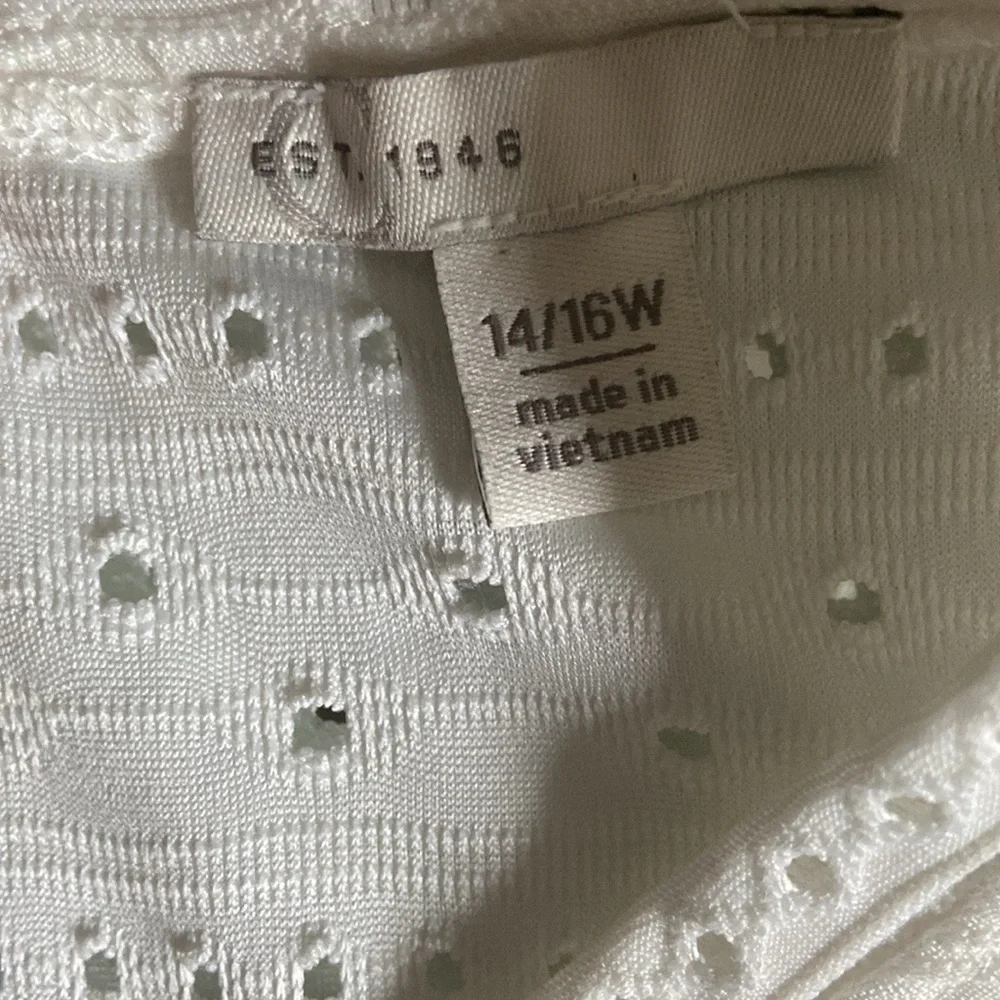 EST. 1946
14/16W
made in
vietnam